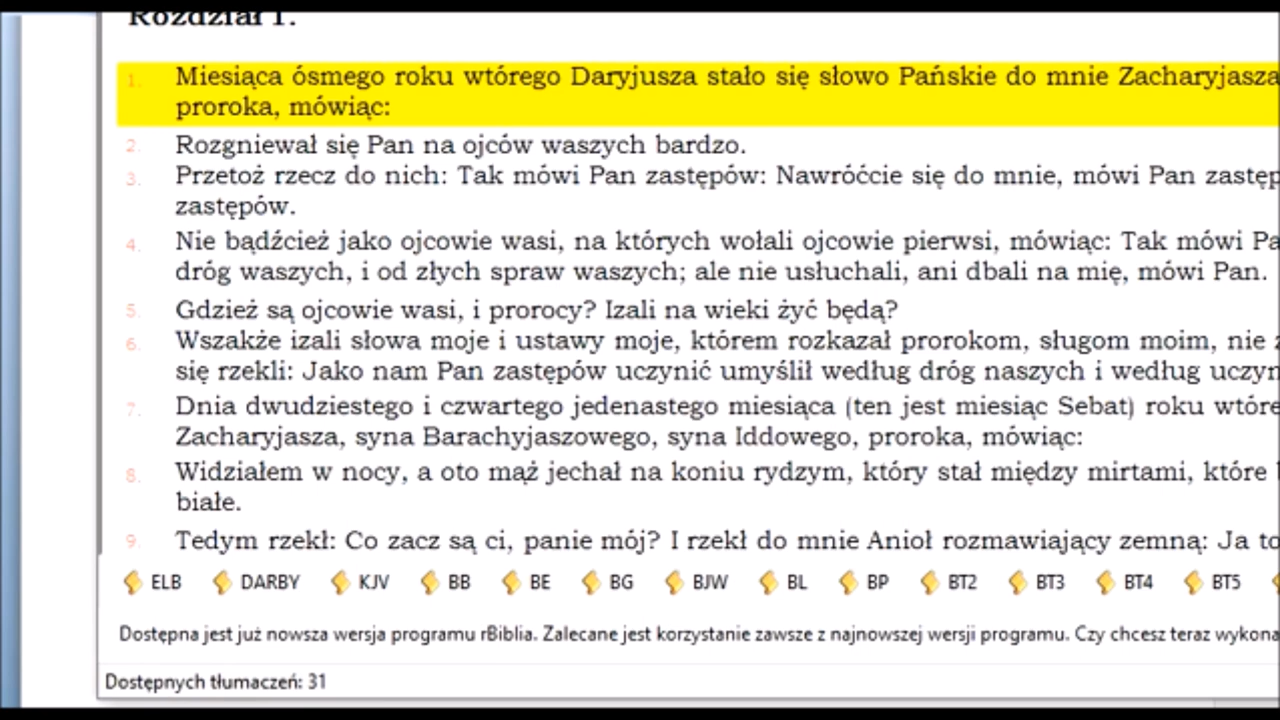 Rozdział 1.
1. Miesiąca ósmego roku wtórego Daryjusza stało się słowo Pańskie do mnie Zacharyjasza
proroka, mówiąc:
2. Rozgniewał się Pan na ojców waszych bardzo.
3. Przetoż rzecz do nich: Tak mówi Pan zastępów: Nawróćcie się do mnie, mówi Pan zastęp
zastępów.
4. Nie bądźcież jako ojcowie wasi, na których wołali ojcowie pierwsi, mówiąc: Tak mówi Pa
dróg waszych, i od złych spraw waszych; ale nie usłuchali, ani dbali na mię, mówi Pan.
5. Gdzież są ojcowie wasi, i prorocy? Izali na wieki żyć będą?
6. Wszakże izali słowa moje i ustawy moje, którem rozkazał prorokom, sługom moim, nie z
się rzekli: Jako nam Pan zastępów uczynić umyślił według dróg naszych i według uczyn
7. Dnia dwudziestego i czwartego jedenastego miesiąca (ten jest miesiąc Sebat) roku wtóre
Zacharyjasza, syna Barachyjaszowego, syna Iddowego, proroka, mówiąc:
8. Widziałem w nocy, a oto mąż jechał na koniu rydzym, który stał między mirtami, które
białe.
9. Tedym rzekł: Co zacz są ci, panie mój? I rzekł do mnie Anioł rozmawiający zemną: Ja to
ELB DARBY KJV BB BE BG BJW BL BP BT2 BT3 BT4 BT5
Dostępna jest już nowsza wersja programu rBiblia. Zalecane jest korzystanie zawsze z najnowszej wersji programu. Czy chcesz teraz wykona
Dostępnych tłumaczeń: 31